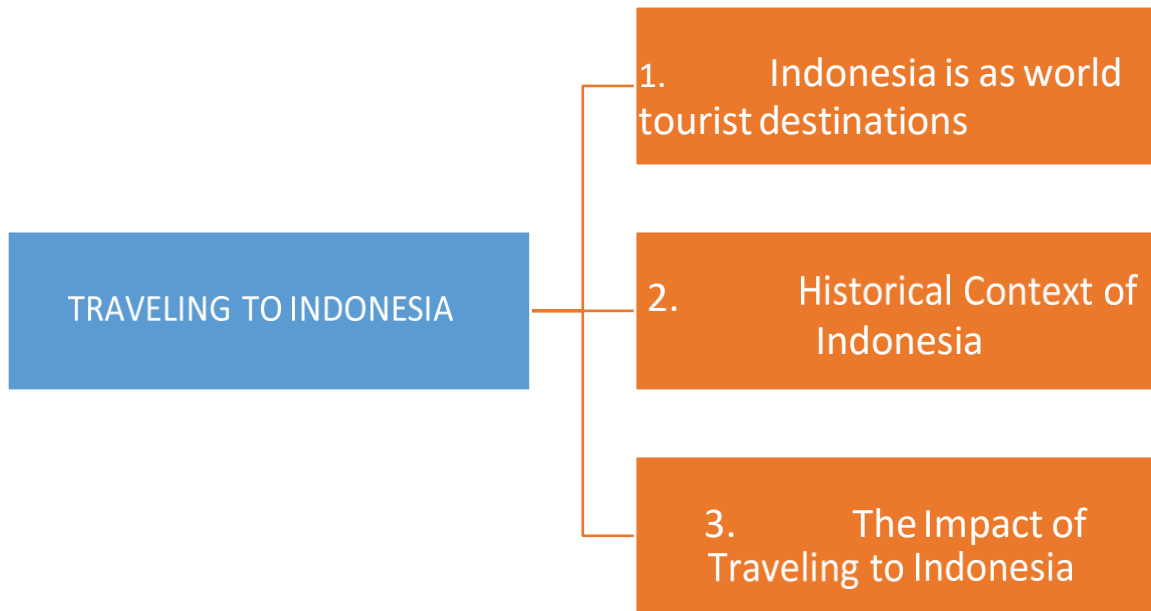 1. Indonesia is as world
tourist destinations
TRAVELING TO INDONESIA
2. Historical Context of
Indonesia
3. The Impact of
Traveling to Indonesia